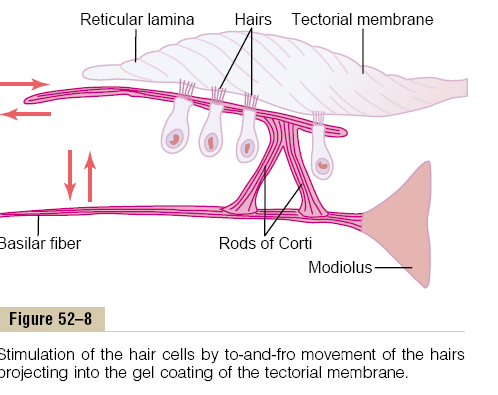 Reticular lamina Hairs Tectorial membrane
Basilar fiber Rods of Corti
Modiolus
Figure 52–8
Stimulation of the hair cells by to-and-fro movement of the hairs
projecting into the gel coating of the tectorial membrane.